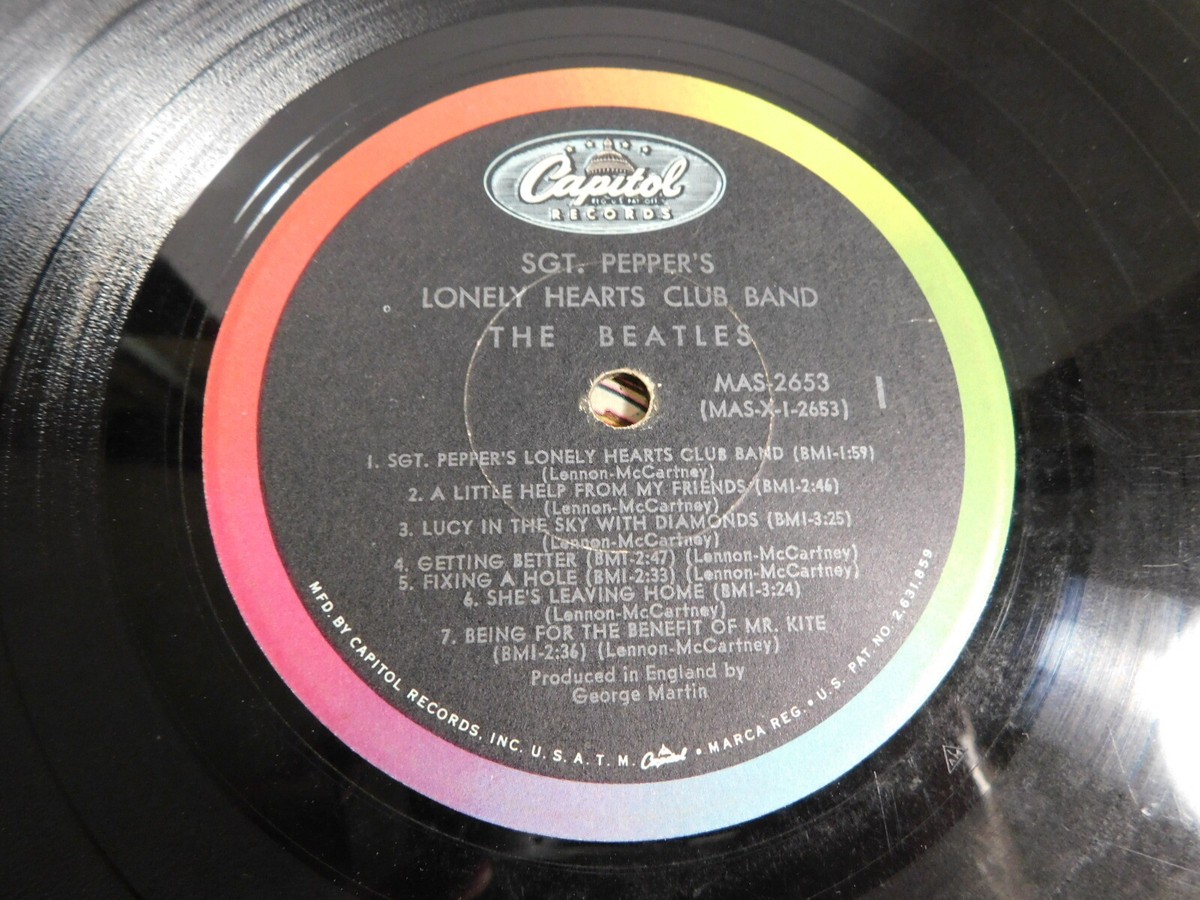 Capitol
REG. U.S. PAT. OFF.
RECORDS
SGT. PEPPER'S
LONELY HEARTS CLUB BAND
THE BEATLES
MAS-2653
(MAS-X-1-2653)
1
1. SGT. PEPPER'S LONELY HEARTS CLUB BAND (BMI-1:59)
(Lennon-McCartney)
2. A LITTLE HELP FROM MY FRIENDS (BMI-2:46)
(Lennon-McCartney)
3. LUCY IN THE SKY WITH DIAMONDS (BMI-3:25)
(Lennon-McCartney)
4. GETTING BETTER (BMI-2:47) (Lennon-McCartney)
5. FIXING A HOLE (BMI-2:33) (Lennon-McCartney)
6. SHE'S LEAVING HOME (BMI-3:24)
(Lennon-McCartney)
7. BEING FOR THE BENEFIT OF MR. KITE
(BMI-2:36) (Lennon-McCartney)
Produced in England by
George Martin
MFD. BY CAPITOL RECORDS, INC. U. S. A. T. M. Capitol • MARCA REG. • U. S. PAT. NO. 2,631,859